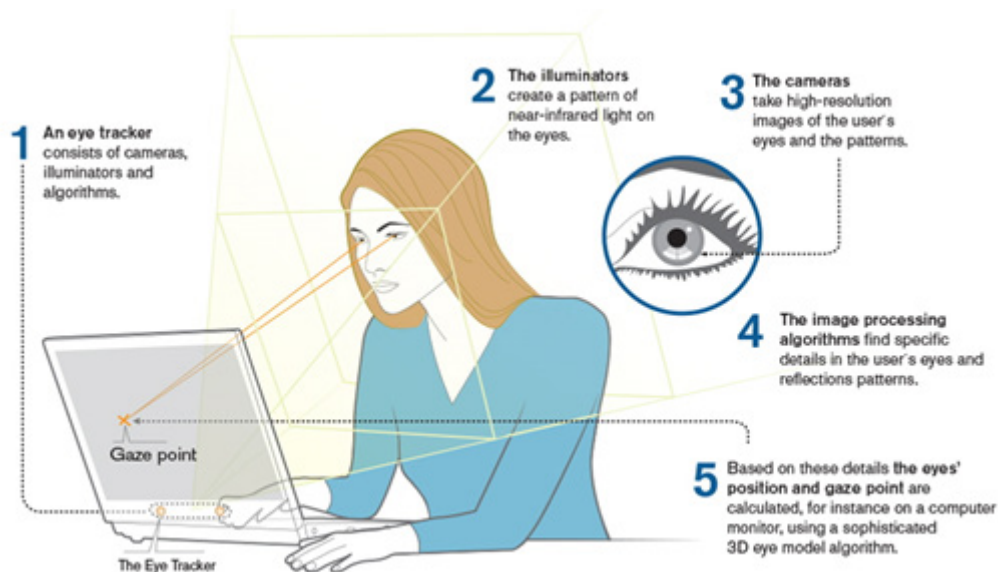 1
An eye tracker
consists of cameras,
illuminators and
algorithms.
2
The illuminators
create a pattern of
near-infrared light on
the eyes.
3
The cameras
take high-resolution
images of the user's
eyes and the patterns.
4
The image processing
algorithms find specific
details in the user's eyes and
reflections patterns.
5
Based on these details the eyes'
position and gaze point are
calculated, for instance on a computer
monitor, using a sophisticated
3D eye model algorithm.
Gaze point
The Eye Tracker